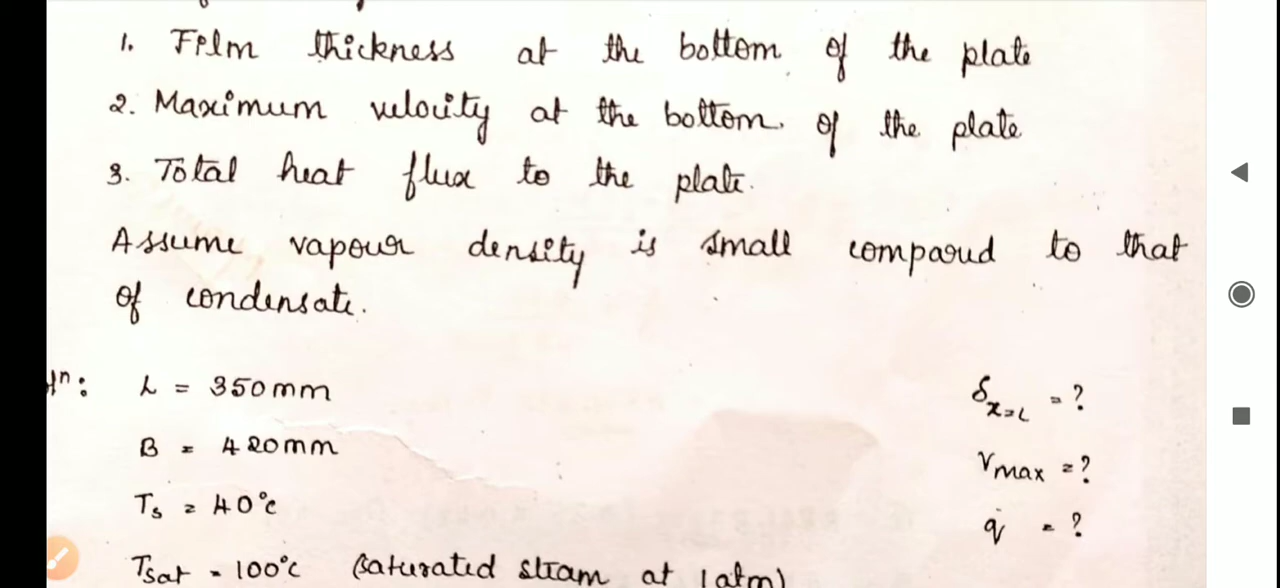 1. Film thickness at the bottom of the plate
2. Maximum velocity at the bottom of the plate
3. Total heat flux to the plate.
Assume vapour density is small compared to that
of condensate.
n: L = 350mm δx=L = ?
B = 420mm Vmax = ?
Ts = 40°c q̇ = ?
Tsat = 100°c (saturated steam at 1 atm)